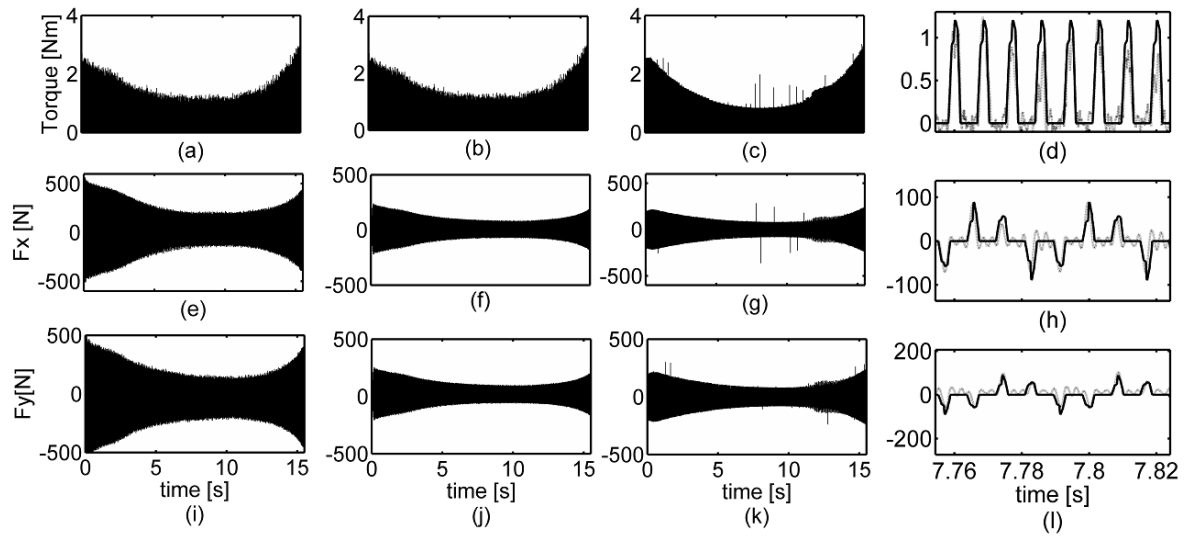 Torque [Nm]
4
2
0
(a)
4
2
0
(b)
4
2
0
(c)
1
0.5
0
(d)
Fx [N]
500
0
-500
(e)
500
0
-500
(f)
500
0
-500
(g)
100
0
-100
(h)
Fy[N]
500
0
-500
0 5 10 15
time [s]
(i)
500
0
-500
0 5 10 15
time [s]
(j)
500
0
-500
0 5 10 15
time [s]
(k)
200
0
-200
7.76 7.78 7.8 7.82
time [s]
(l)